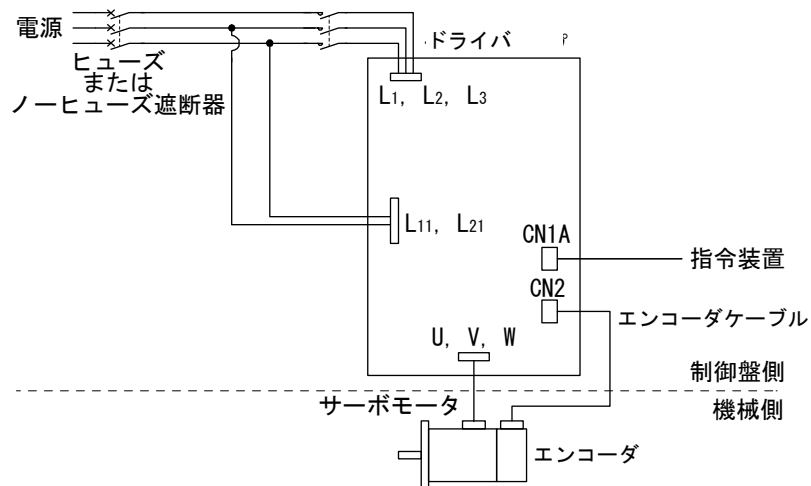 電源
ヒューズ
または
ノーヒューズ遮断器
ドライバ
L1, L2, L3
L11, L21
CN1A
指令装置
CN2
エンコーダケーブル
U, V, W
制御盤側
サーボモータ
機械側
エンコーダ